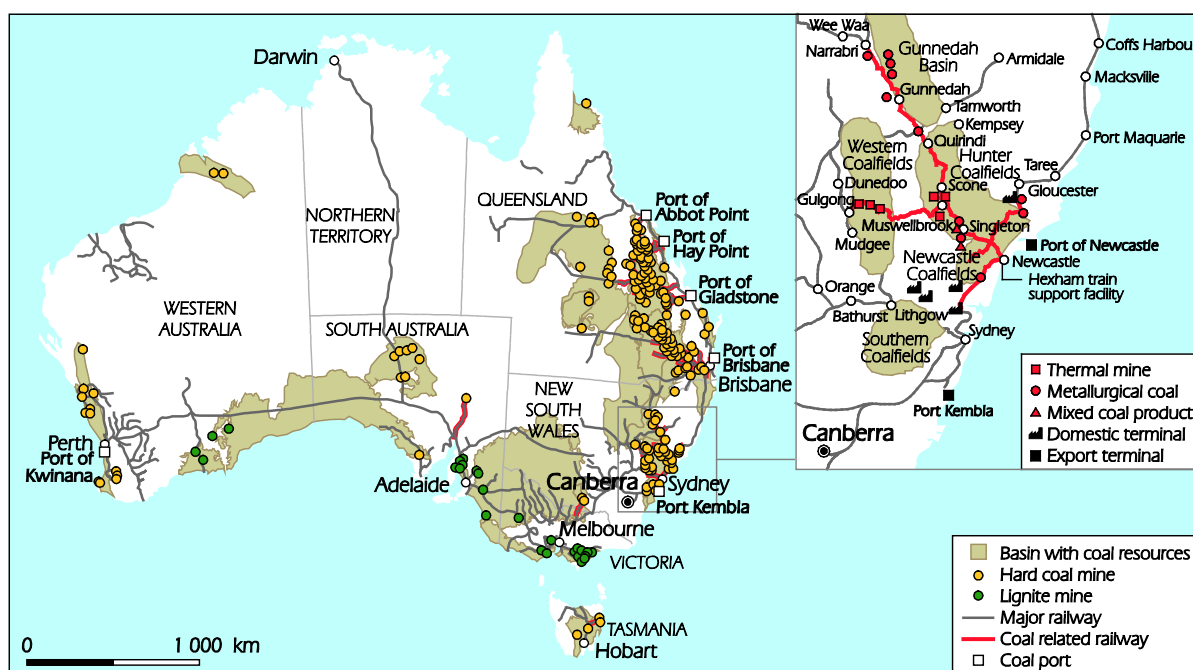 Darwin
NORTHERN
TERRITORY
QUEENSLAND
Port of
Abbot Point
Port of
Hay Point
Port of
Gladstone
WESTERN
AUSTRALIA
SOUTH AUSTRALIA
Port of
Brisbane
Brisbane
NEW
SOUTH
WALES
Perth
Port of
Kwinana
Adelaide
Canberra
Sydney
Port Kembla
Melbourne
VICTORIA
TASMANIA
Hobart
0 1 000 km
Wee Waa
Narrabri
Gunnedah
Basin
Coffs Harbour
Armidale
Macksville
Gunnedah
Tamworth
Kempsey
Port Maquarie
Quirindi
Western
Coalfields
Hunter
Coalfields
Taree
Dunedoo
Scone
Gloucester
Gulgong
Muswellbrook
Singleton
Mudgee
Port of Newcastle
Newcastle
Coalfields
Newcastle
Hexham train
support facility
Orange
Bathurst
Lithgow
Sydney
Southern
Coalfields
Port Kembla
Canberra
Thermal mine
Metallurgical coal
Mixed coal product
Domestic terminal
Export terminal
Basin with coal resources
Hard coal mine
Lignite mine
Major railway
Coal related railway
Coal port